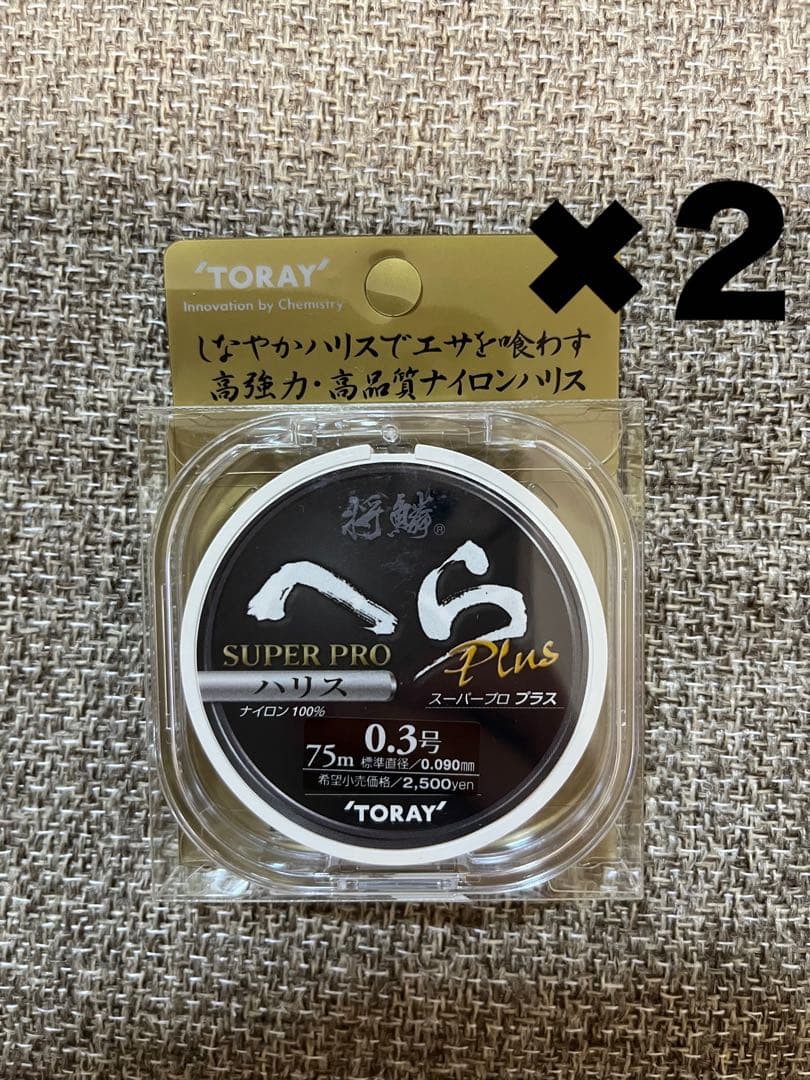 ✖2
'TORAY'
Innovation by Chemistry
しなやかハリスでエサを喰わす
高強力・高品質ナイロンハリス
将鱗®
へら
SUPER PRO Plus
ハリス スーパープロ プラス
ナイロン100%
0.3号
75m 標準直径/0.090mm
希望小売価格/2,500yen
'TORAY'